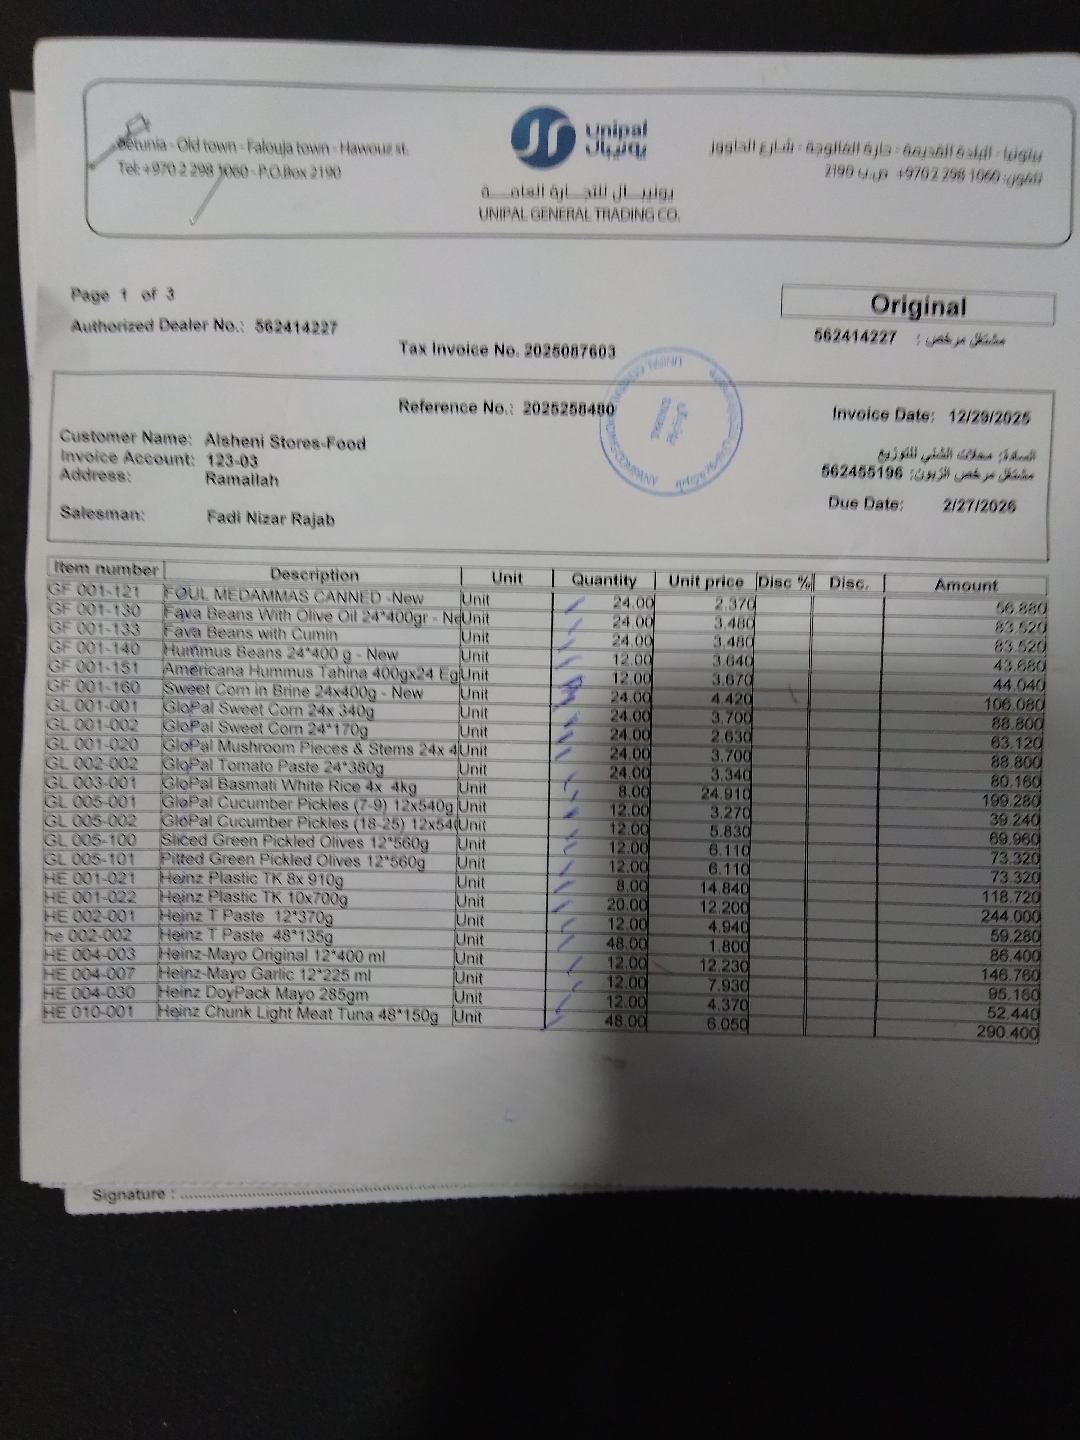 Betunia - Old town - Falouja town - Hawouz st.
Tel: +970 2 298 1060 - P.O.Box 2190
Unipal
يونيبال
يونيبال للتجارة العامة
UNIPAL GENERAL TRADING CO.
بيتونيا - البلدة القديمة - حارة الفالوجة - شارع الحاووز
تلفون: 1060 298 2 970+ ص.ب 2190
Page 1 of 3
Original
Authorized Dealer No.: 562414227
مشتغل مرخص : 562414227
Tax Invoice No. 2025087603
Reference No.: 2025258480
Invoice Date: 12/29/2025
Customer Name: Alsheni Stores-Food
السادة: محلات الشني للتوزيع
Invoice Account: 123-03
مشتغل مرخص الزبون: 562455196
Address: Ramallah
Due Date: 2/27/2026
Salesman: Fadi Nizar Rajab
Item number Description Unit Quantity Unit price Disc % Disc. Amount
GF 001-121 FOUL MEDAMMAS CANNED -New Unit 24.00 2.370 56.880
GF 001-130 Fava Beans With Olive Oil 24*400gr - Ne Unit 24.00 3.480 83.520
GF 001-133 Fava Beans with Cumin Unit 24.00 3.480 83.520
GF 001-140 Hummus Beans 24*400 g - New Unit 12.00 3.640 43.680
GF 001-151 Americana Hummus Tahina 400gx24 Eg Unit 12.00 3.670 44.040
GF 001-160 Sweet Corn in Brine 24x400g - New Unit 24.00 4.420 106.080
GL 001-001 GloPal Sweet Corn 24x 340g Unit 24.00 3.700 88.800
GL 001-002 GloPal Sweet Corn 24*170g Unit 24.00 2.630 63.120
GL 001-020 GloPal Mushroom Pieces & Stems 24x 4 Unit 24.00 3.700 88.800
GL 002-002 GloPal Tomato Paste 24*380g Unit 24.00 3.340 80.160
GL 003-001 GloPal Basmati White Rice 4x 4kg Unit 8.00 24.910 199.280
GL 005-001 GloPal Cucumber Pickles (7-9) 12x540g Unit 12.00 3.270 39.240
GL 005-002 GloPal Cucumber Pickles (18-25) 12x54 Unit 12.00 5.830 69.960
GL 005-100 Sliced Green Pickled Olives 12*560g Unit 12.00 6.110 73.320
GL 005-101 Pitted Green Pickled Olives 12*560g Unit 12.00 6.110 73.320
HE 001-021 Heinz Plastic TK 8x 910g Unit 8.00 14.840 118.720
HE 001-022 Heinz Plastic TK 10x700g Unit 20.00 12.200 244.000
HE 002-001 Heinz T Paste 12*370g Unit 12.00 4.940 59.280
he 002-002 Heinz T Paste 48*135g Unit 48.00 1.800 86.400
HE 004-003 Heinz-Mayo Original 12*400 ml Unit 12.00 12.230 146.760
HE 004-007 Heinz-Mayo Garlic 12*225 ml Unit 12.00 7.930 95.160
HE 004-030 Heinz DoyPack Mayo 285gm Unit 12.00 4.370 52.440
HE 010-001 Heinz Chunk Light Meat Tuna 48*150g Unit 48.00 6.050 290.400
Signature :